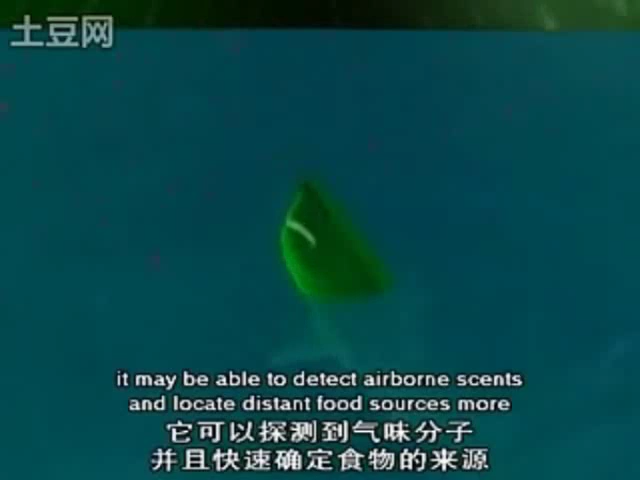 土豆网
it may be able to detect airborne scents
and locate distant food sources more
它可以探测到气味分子
并且快速确定食物的来源